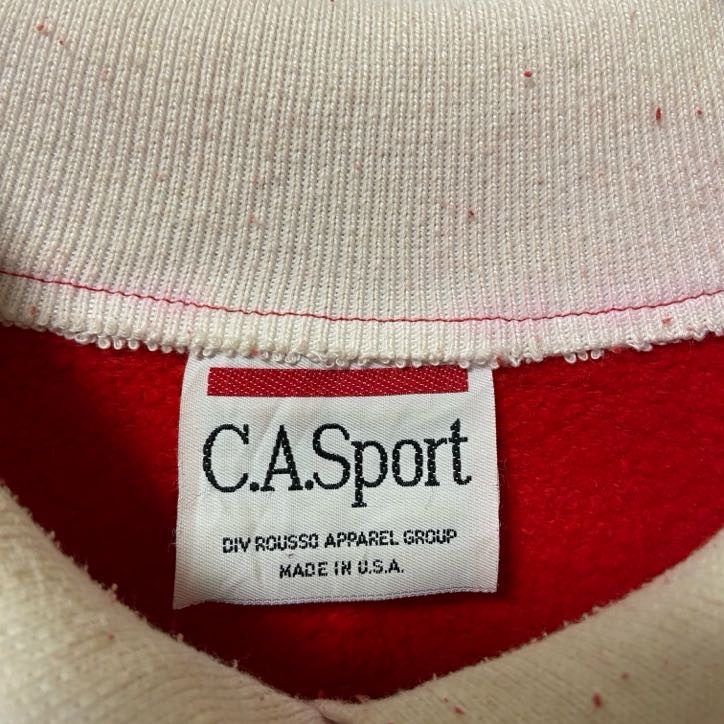 C.A.Sport
DIV ROUSSO APPAREL GROUP
MADE IN U.S.A.